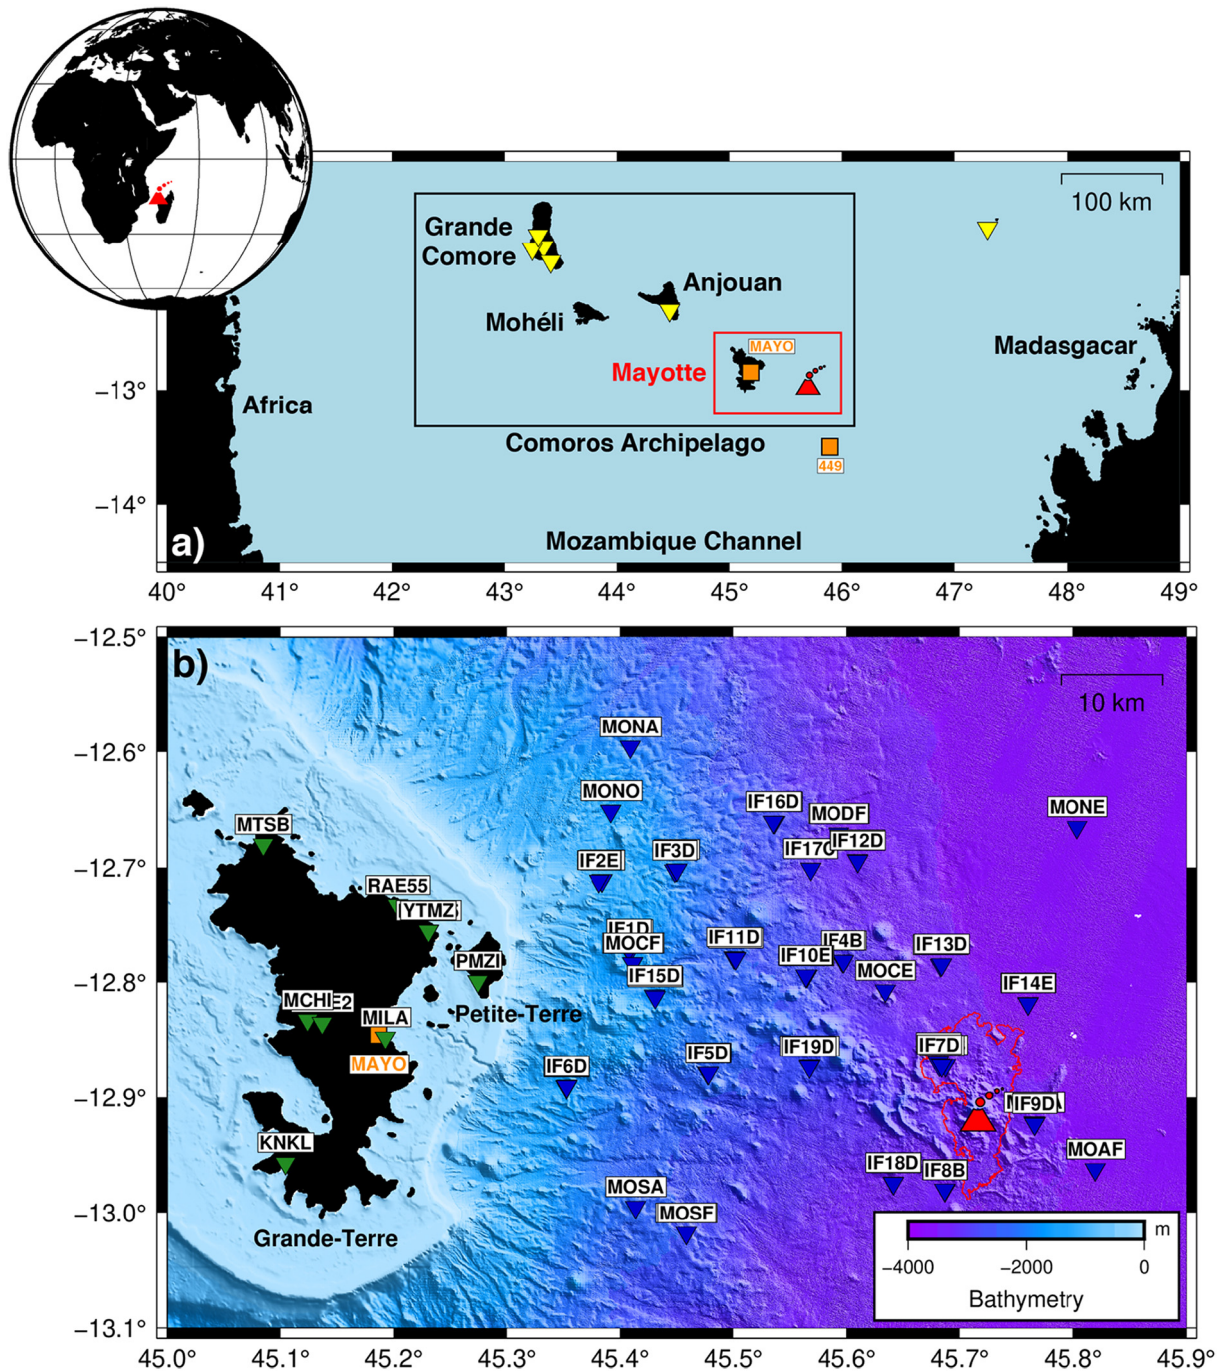 100 km
Grande
Comore
Anjouan
Mohéli
Madasgacar
MAYO
Mayotte
−13°
Africa
Comoros Archipelago
449
−14°
a)
Mozambique Channel
40° 41° 42° 43° 44° 45° 46° 47° 48° 49°
−12.5°
b)
10 km
MONA
−12.6°
MONO
IF16D
MODF
MONE
MTSB
IF12D
IF17C
IF3D
IF2E
−12.7°
RAE55
YTMZ
IF1D
MOCF
IF11D
IF4B
IF13D
IF10E
PMZI
MOCE
IF15D
IF14E
−12.8°
MCHI E2
Petite-Terre
MILA
IF7D
IF19D
IF5D
MAYO
IF6D
−12.9°
IF9D
KNKL
MOAF
IF18D
IF8B
MOSA
−13.0°
MOSF
Grande-Terre
m
−4000 −2000 0
Bathymetry
−13.1°
45.0° 45.1° 45.2° 45.3° 45.4° 45.5° 45.6° 45.7° 45.8° 45.9°